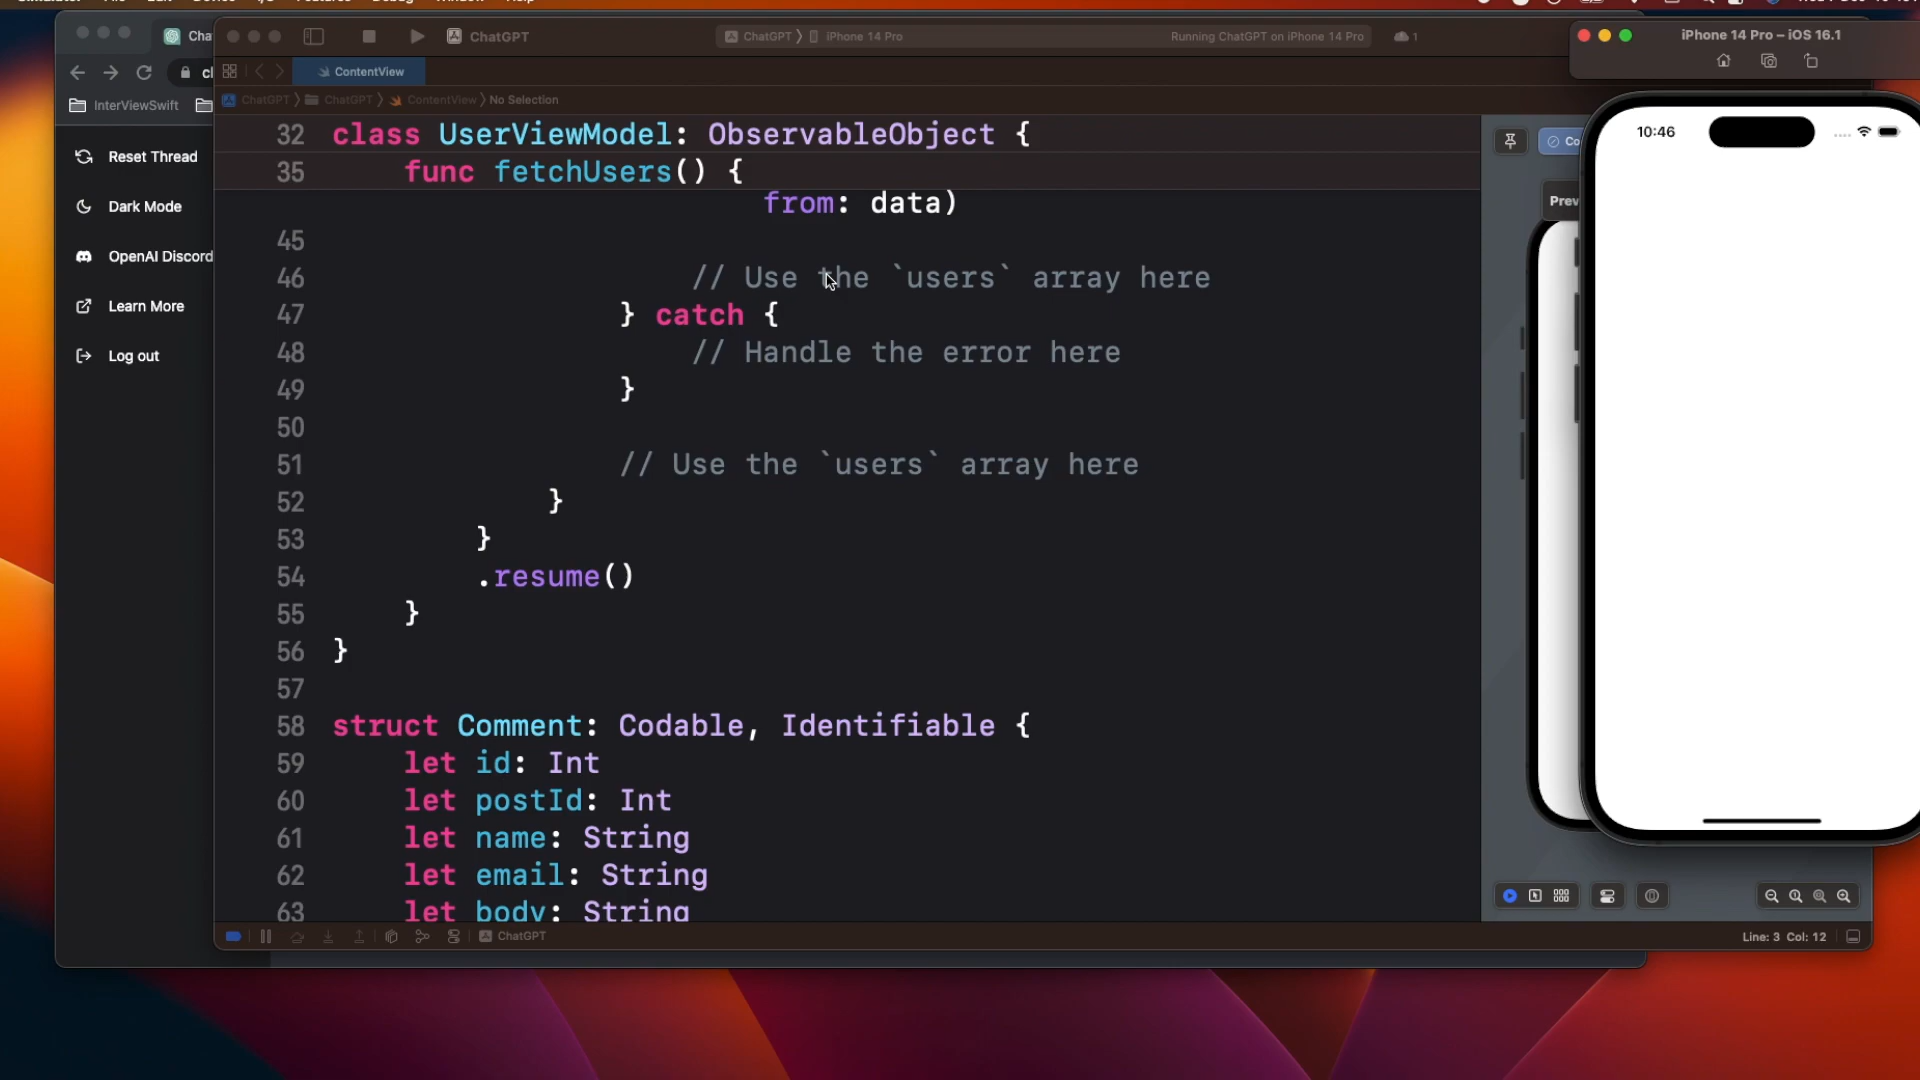 Cha
ChatGPT
ChatGPT
iPhone 14 Pro
Running ChatGPT on iPhone 14 Pro
1
iPhone 14 Pro – iOS 16.1
cl
ContentView
InterViewSwift
ChatGPT
ChatGPT
ContentView
No Selection
Reset Thread
Dark Mode
OpenAI Discord
Learn More
Log out
32 class UserViewModel: ObservableObject {
35 func fetchUsers() {
from: data)
45
46 // Use the `users` array here
47 } catch {
48 // Handle the error here
49 }
50
51 // Use the `users` array here
52 }
53 }
54 .resume()
55 }
56 }
57
58 struct Comment: Codable, Identifiable {
59 let id: Int
60 let postId: Int
61 let name: String
62 let email: String
63 let body: String
Co
Prev
10:46
ChatGPT
Line: 3 Col: 12